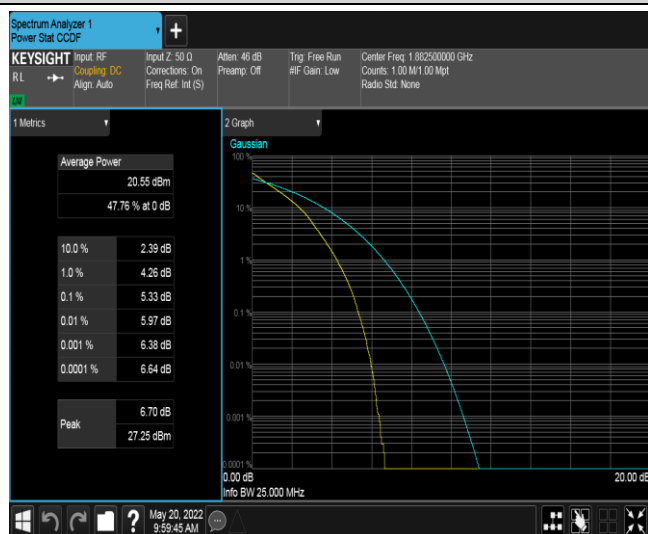 Spectrum Analyzer 1
Power Stat CCDF
+
KEYSIGHT
RL
LXI
Input: RF
Coupling: DC
Align: Auto
Input Z: 50 Ω
Corrections: On
Freq Ref: Int (S)
Atten: 46 dB
Preamp: Off
Trig: Free Run
#IF Gain: Low
Center Freq: 1.882500000 GHz
Counts: 1.00 M/1.00 Mpt
Radio Std: None
1 Metrics
Average Power
20.55 dBm
47.76 % at 0 dB
10.0 % 2.39 dB
1.0 % 4.26 dB
0.1 % 5.33 dB
0.01 % 5.97 dB
0.001 % 6.38 dB
0.0001 % 6.64 dB
Peak 6.70 dB
27.25 dBm
2 Graph
Gaussian
100 %
10 %
1 %
0.1 %
0.01 %
0.001 %
0.0001 %
0.00 dB
20.00 dB
Info BW 25.000 MHz
?
May 20, 2022
9:59:45 AM